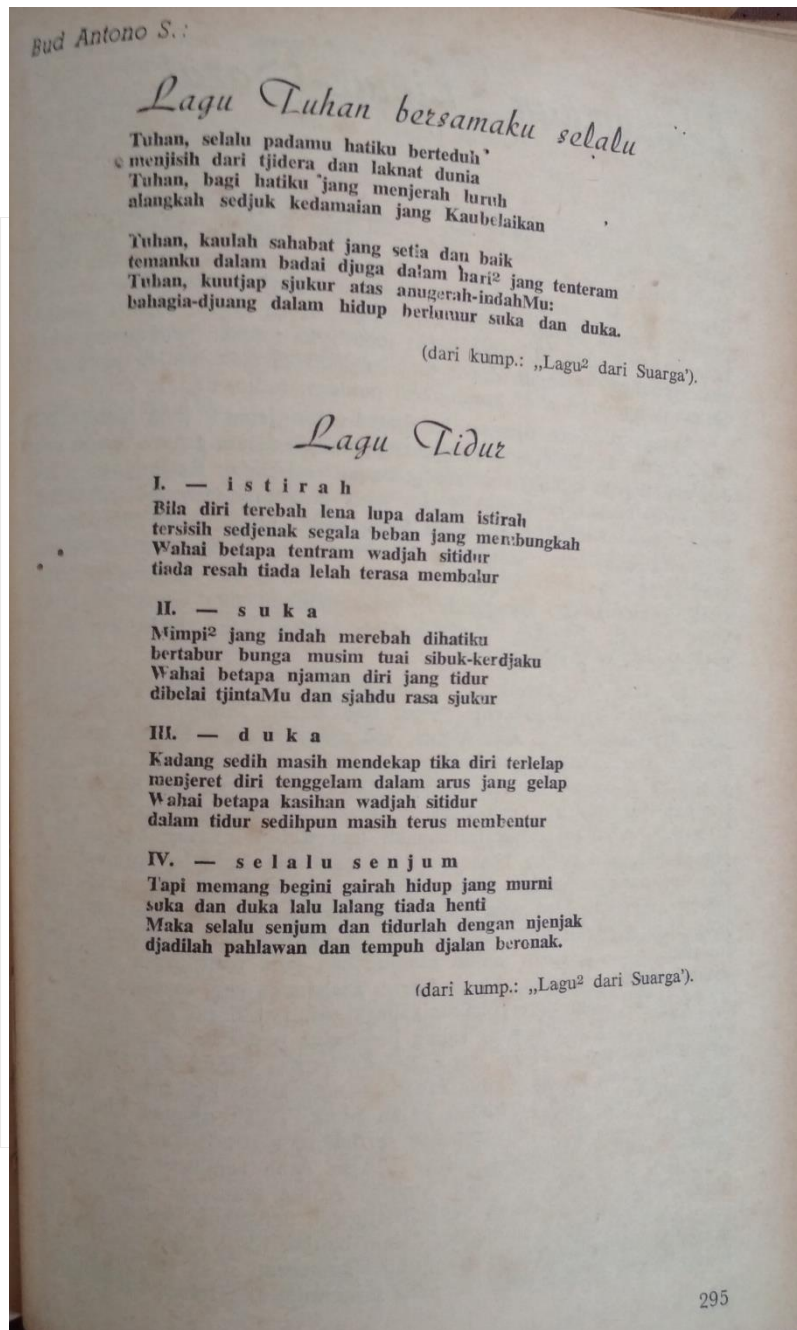 Bud Antono S.:
Lagu Tuhan bersamaku selalu
Tuhan, selalu padamu hatiku berteduh
menjisih dari tjidera dan laknat dunia
Tuhan, bagi hatiku jang menjerah luruh
alangkah sedjuk kedamaian jang Kaubelaikan
Tuhan, kaulah sahabat jang setia dan baik
temanku dalam badai djuga dalam hari² jang tenteram
Tuhan, kuutjap sjukur atas anugerah-indahMu:
bahagia-djuang dalam hidup berlumur suka dan duka.
(dari kump.: „Lagu² dari Suarga').
Lagu Tidur
I. — istirah
Bila diri terebah lena lupa dalam istirah
tersisih sedjenak segala beban jang membungkah
Wahai betapa tentram wadjah sitidur
tiada resah tiada lelah terasa membalur
II. — suka
Mimpi² jang indah merebah dihatiku
bertabur bunga musim tuai sibuk-kerdjaku
Wahai betapa njaman diri jang tidur
dibelai tjintaMu dan sjahdu rasa sjukur
III. — duka
Kadang sedih masih mendekap tika diri terlelap
menjeret diri tenggelam dalam arus jang gelap
Wahai betapa kasihan wadjah sitidur
dalam tidur sedihpun masih terus membentur
IV. — selalu senjum
Tapi memang begini gairah hidup jang murni
suka dan duka lalu lalang tiada henti
Maka selalu senjum dan tidurlah dengan njenjak
djadilah pahlawan dan tempuh djalan beronak.
(dari kump.: „Lagu² dari Suarga').
295